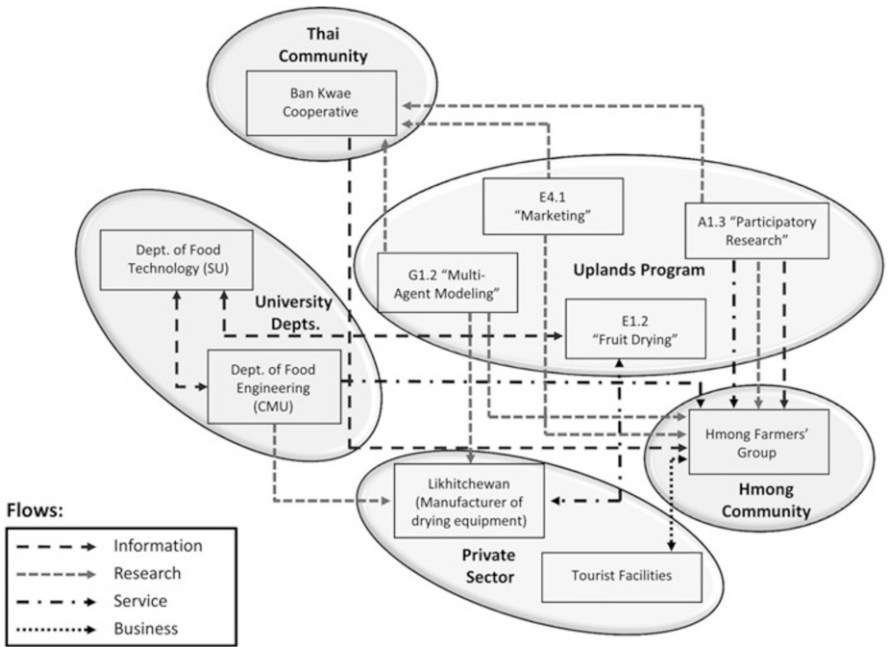 Thai
Community
Ban Kwae
Cooperative
E4.1
“Marketing”
A1.3 “Participatory
Research”
Dept. of Food
Technology (SU)
G1.2 “Multi-
Agent Modeling”
Uplands Program
University
Depts.
E1.2
“Fruit Drying”
Dept. of Food
Engineering
(CMU)
Hmong Farmers’
Group
Hmong
Community
Likhitchewan
(Manufacturer of
drying equipment)
Private
Sector
Tourist Facilities
Flows:
Information
Research
Service
Business